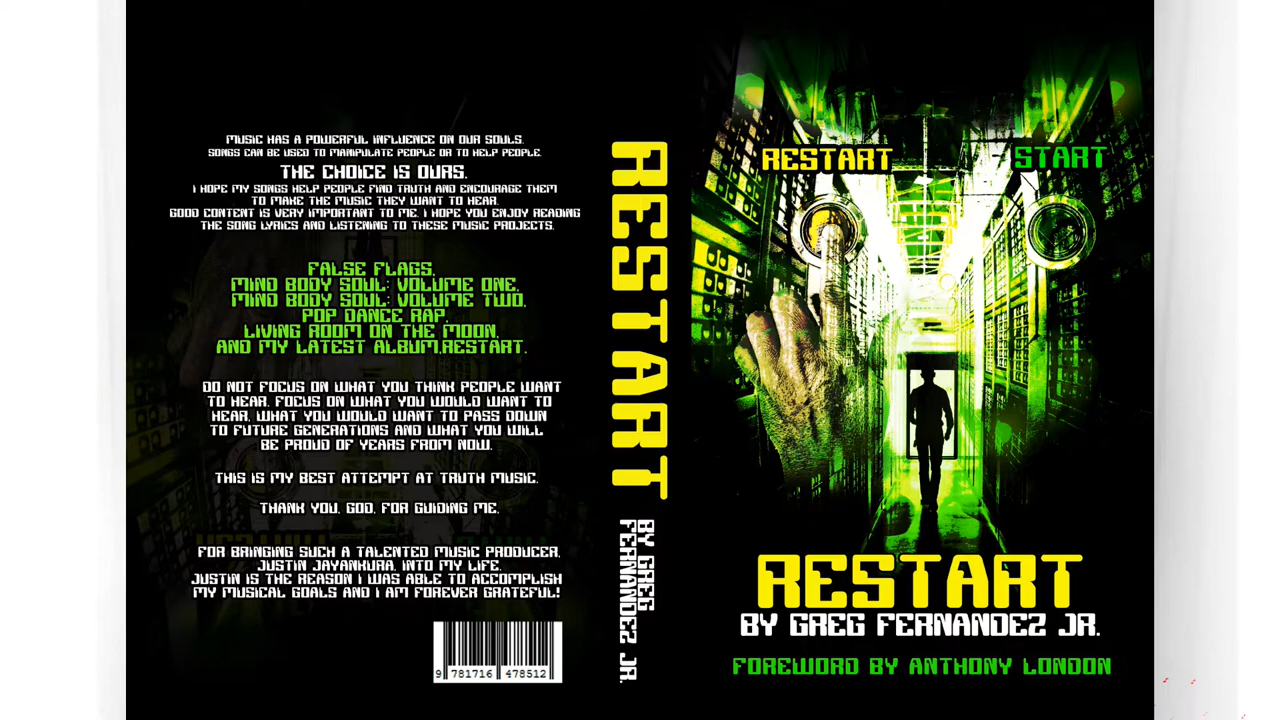 MUSIC HAS A POWERFUL INFLUENCE ON OUR SOULS.
SONGS CAN BE USED TO MANIPULATE PEOPLE OR TO HELP PEOPLE.
THE CHOICE IS OURS.
I HOPE MY SONGS HELP PEOPLE FIND TRUTH AND ENCOURAGE THEM
TO MAKE THE MUSIC THEY WANT TO HEAR.
GOOD CONTENT IS VERY IMPORTANT TO ME. I HOPE YOU ENJOY READING
THE SONG LYRICS AND LISTENING TO THESE MUSIC PROJECTS.
FALSE FLAGS,
MIND BODY SOUL: VOLUME ONE,
MIND BODY SOUL: VOLUME TWO,
POP DANCE RAP,
LIVING ROOM ON THE MOON,
AND MY LATEST ALBUM,RESTART.
DO NOT FOCUS ON WHAT YOU THINK PEOPLE WANT
TO HEAR. FOCUS ON WHAT YOU WOULD WANT TO
HEAR, WHAT YOU WOULD WANT TO PASS DOWN
TO FUTURE GENERATIONS AND WHAT YOU WILL
BE PROUD OF YEARS FROM NOW.
THIS IS MY BEST ATTEMPT AT TRUTH MUSIC.
THANK YOU, GOD, FOR GUIDING ME.
FOR BRINGING SUCH A TALENTED MUSIC PRODUCER,
JUSTIN JAYANKURA, INTO MY LIFE.
JUSTIN IS THE REASON I WAS ABLE TO ACCOMPLISH
MY MUSICAL GOALS AND I AM FOREVER GRATEFUL!
9 781716 478512
RESTART
BY GREG
FERNANDEZ JR.
RESTART
START
RESTART
BY GREG FERNANDEZ JR.
FOREWORD BY ANTHONY LONDON